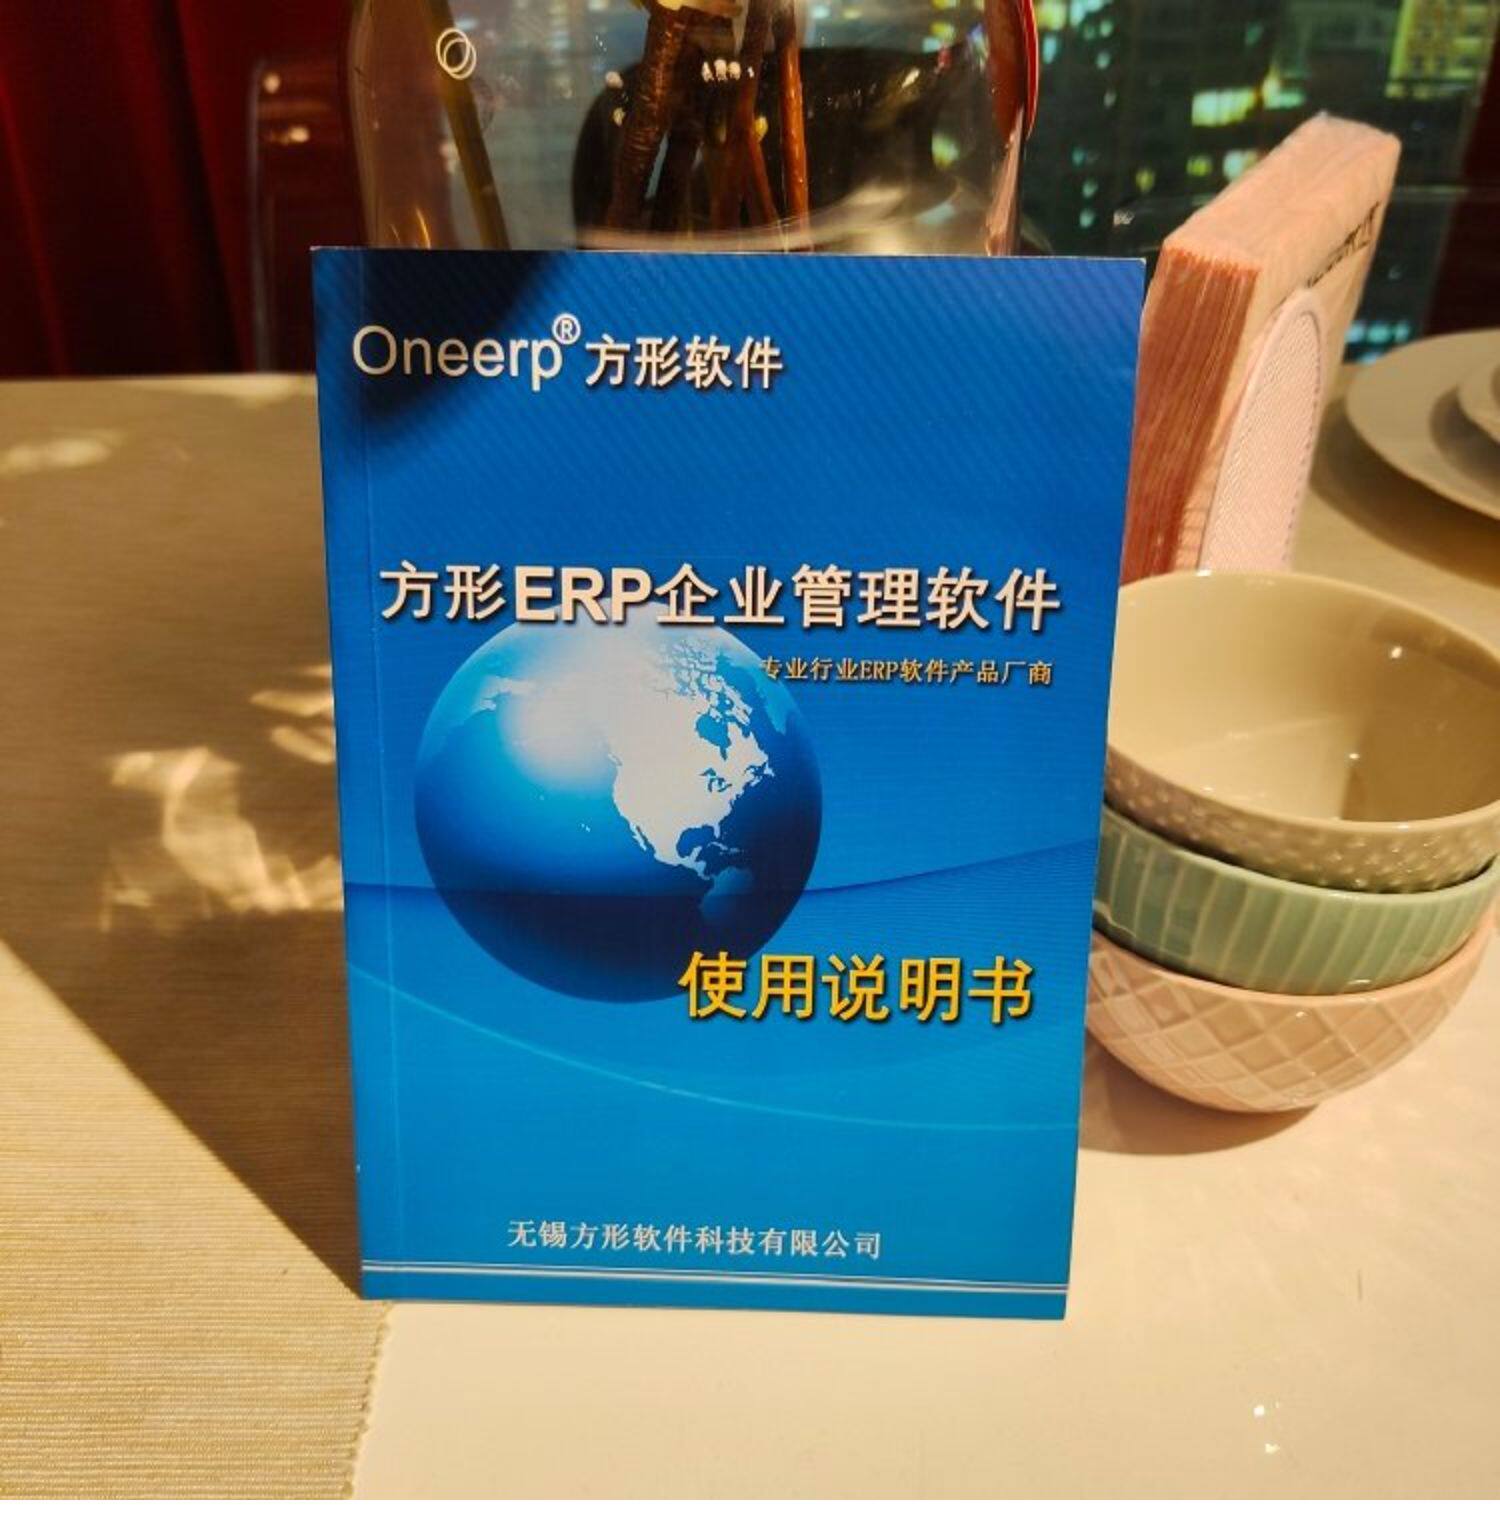 Oneerp®方形软件
方形ERP企业管理软件
专业行业ERP软件产品厂商
使用说明书
无锡方形软件科技有限公司